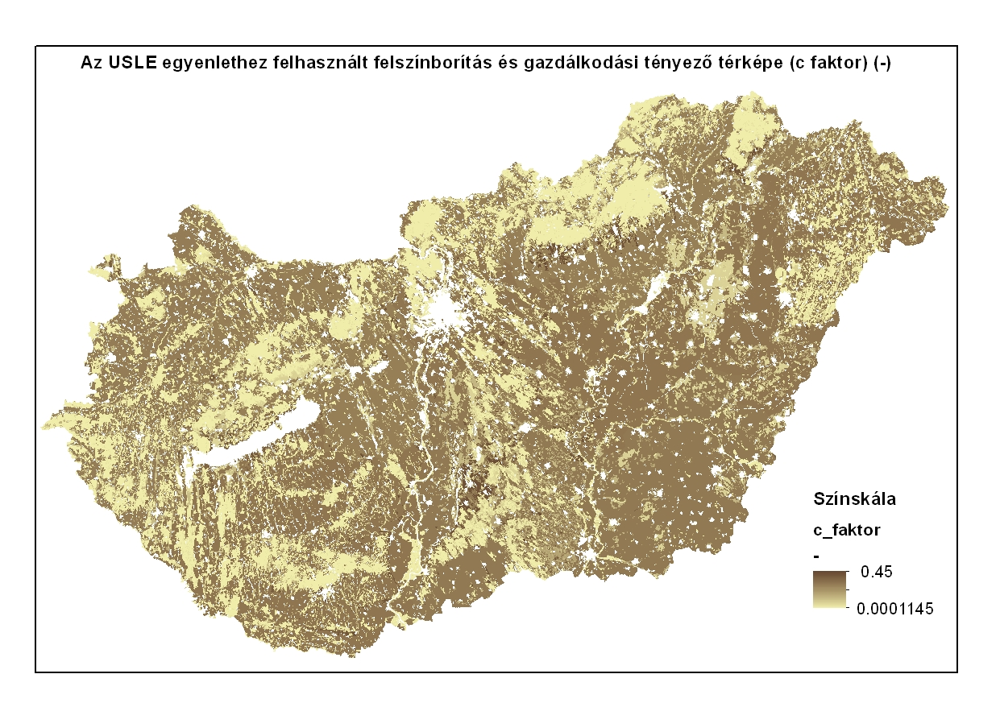 Az USLE egyenlethez felhasznált felszínborítás és gazdálkodási tényező térképe (c faktor) (-)
Színskála
c_faktor
-
0.45
0.0001145